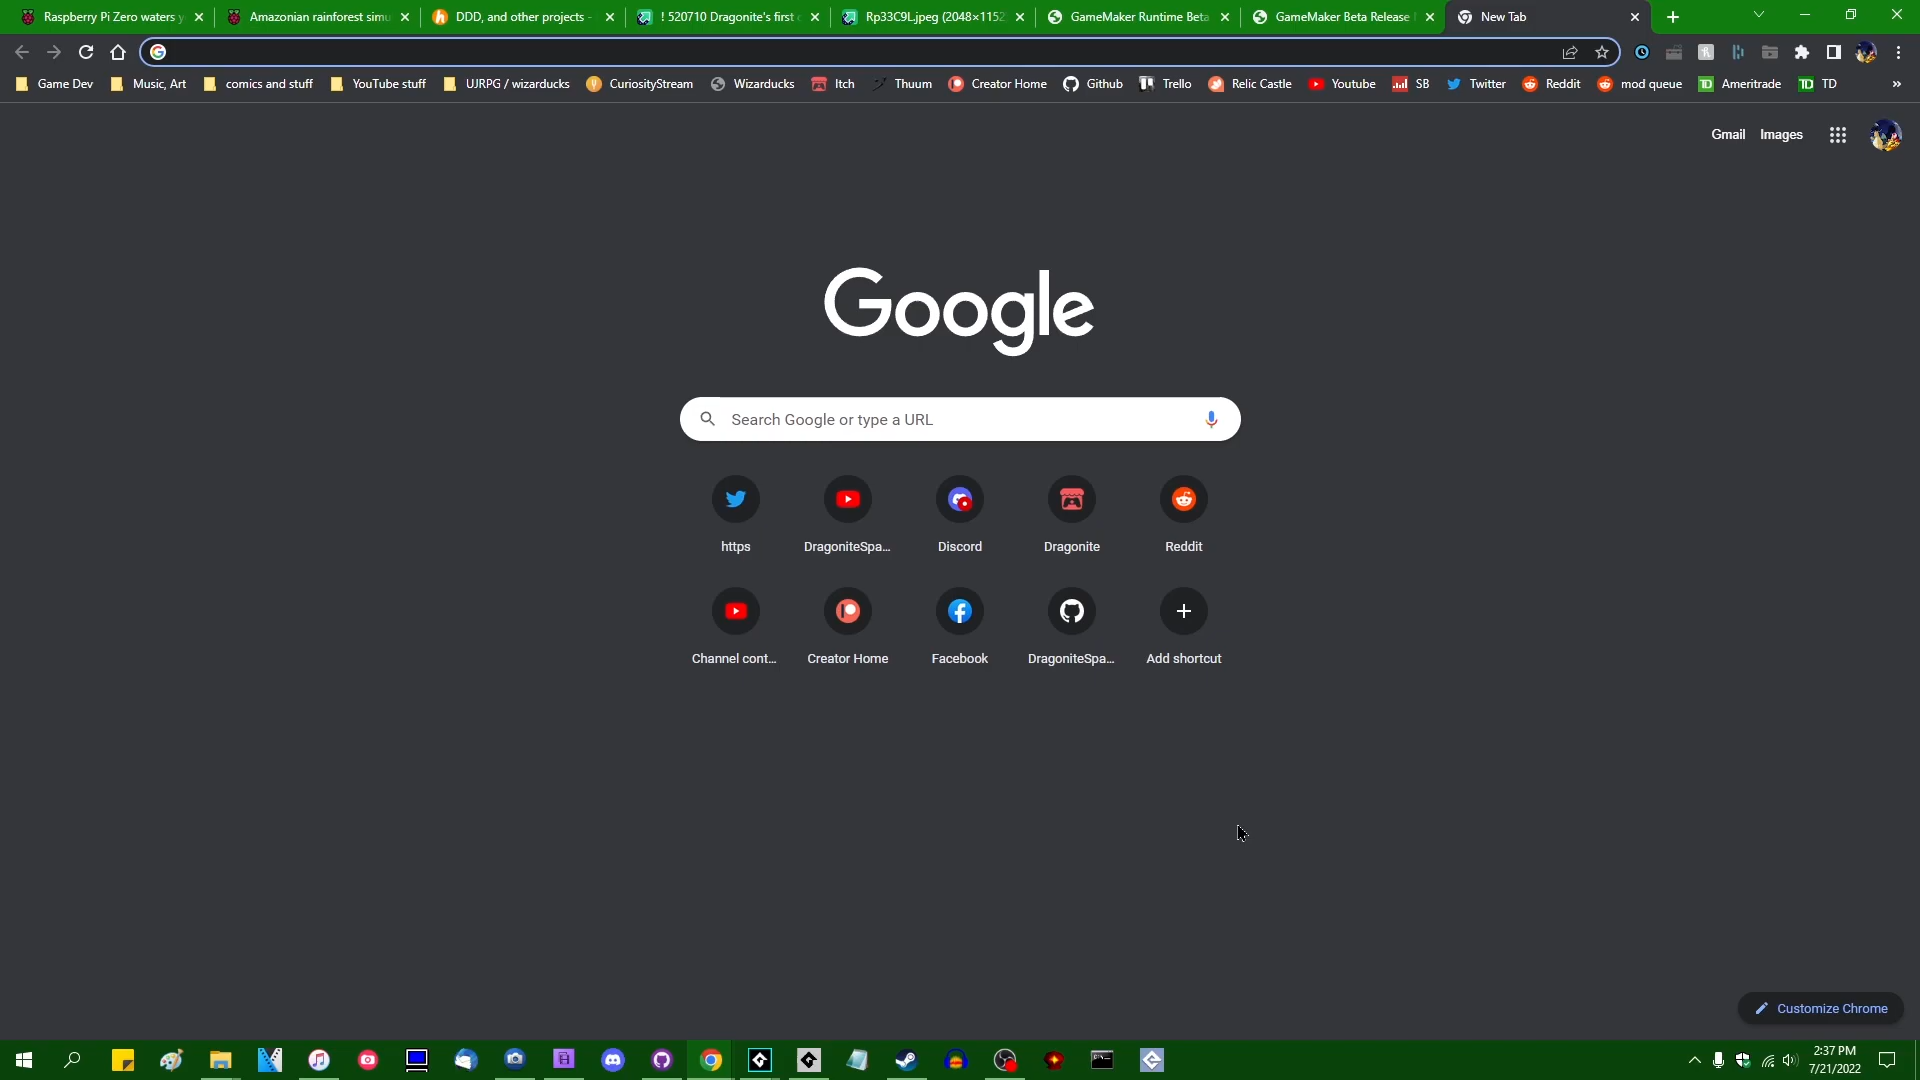 Raspberry Pi Zero waters y
Amazonian rainforest simu
DDD, and other projects -
! 520710 Dragonite's first
Rp33C9L.jpeg (2048×1152
GameMaker Runtime Beta
GameMaker Beta Release
New Tab
Game Dev
Music, Art
comics and stuff
YouTube stuff
UJRPG / wizarducks
CuriosityStream
Wizarducks
Itch
Thuum
Creator Home
Github
Trello
Relic Castle
Youtube
SB
Twitter
Reddit
mod queue
Ameritrade
TD
»
Gmail
Images
Google
Search Google or type a URL
https
DragoniteSpa...
Discord
Dragonite
Reddit
Channel cont...
Creator Home
Facebook
DragoniteSpa...
Add shortcut
Customize Chrome
2:37 PM
7/21/2022